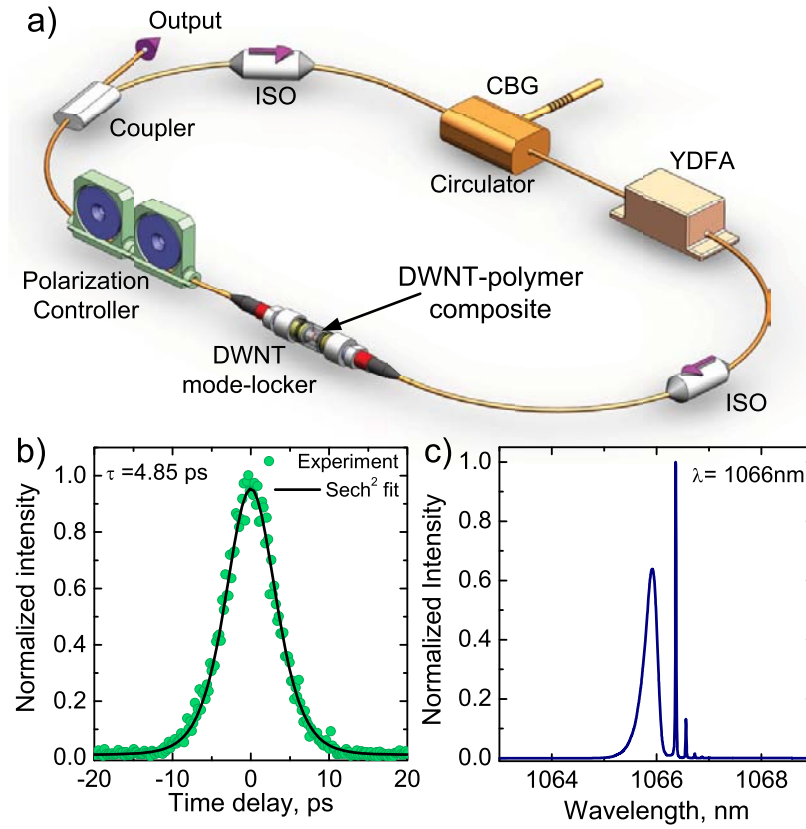 a)
Output
ISO
CBG
Coupler
Circulator
YDFA
Polarization
Controller
DWNT-polymer
composite
DWNT
mode-locker
ISO
b)
τ =4.85 ps
Experiment
Sech² fit
Normalized intensity
1.0
0.8
0.6
0.4
0.2
0.0
-20 -10 0 10 20
Time delay, ps
c)
λ= 1066nm
Normalized Intensity
1.0
0.8
0.6
0.4
0.2
0.0
1064 1066 1068
Wavelength, nm